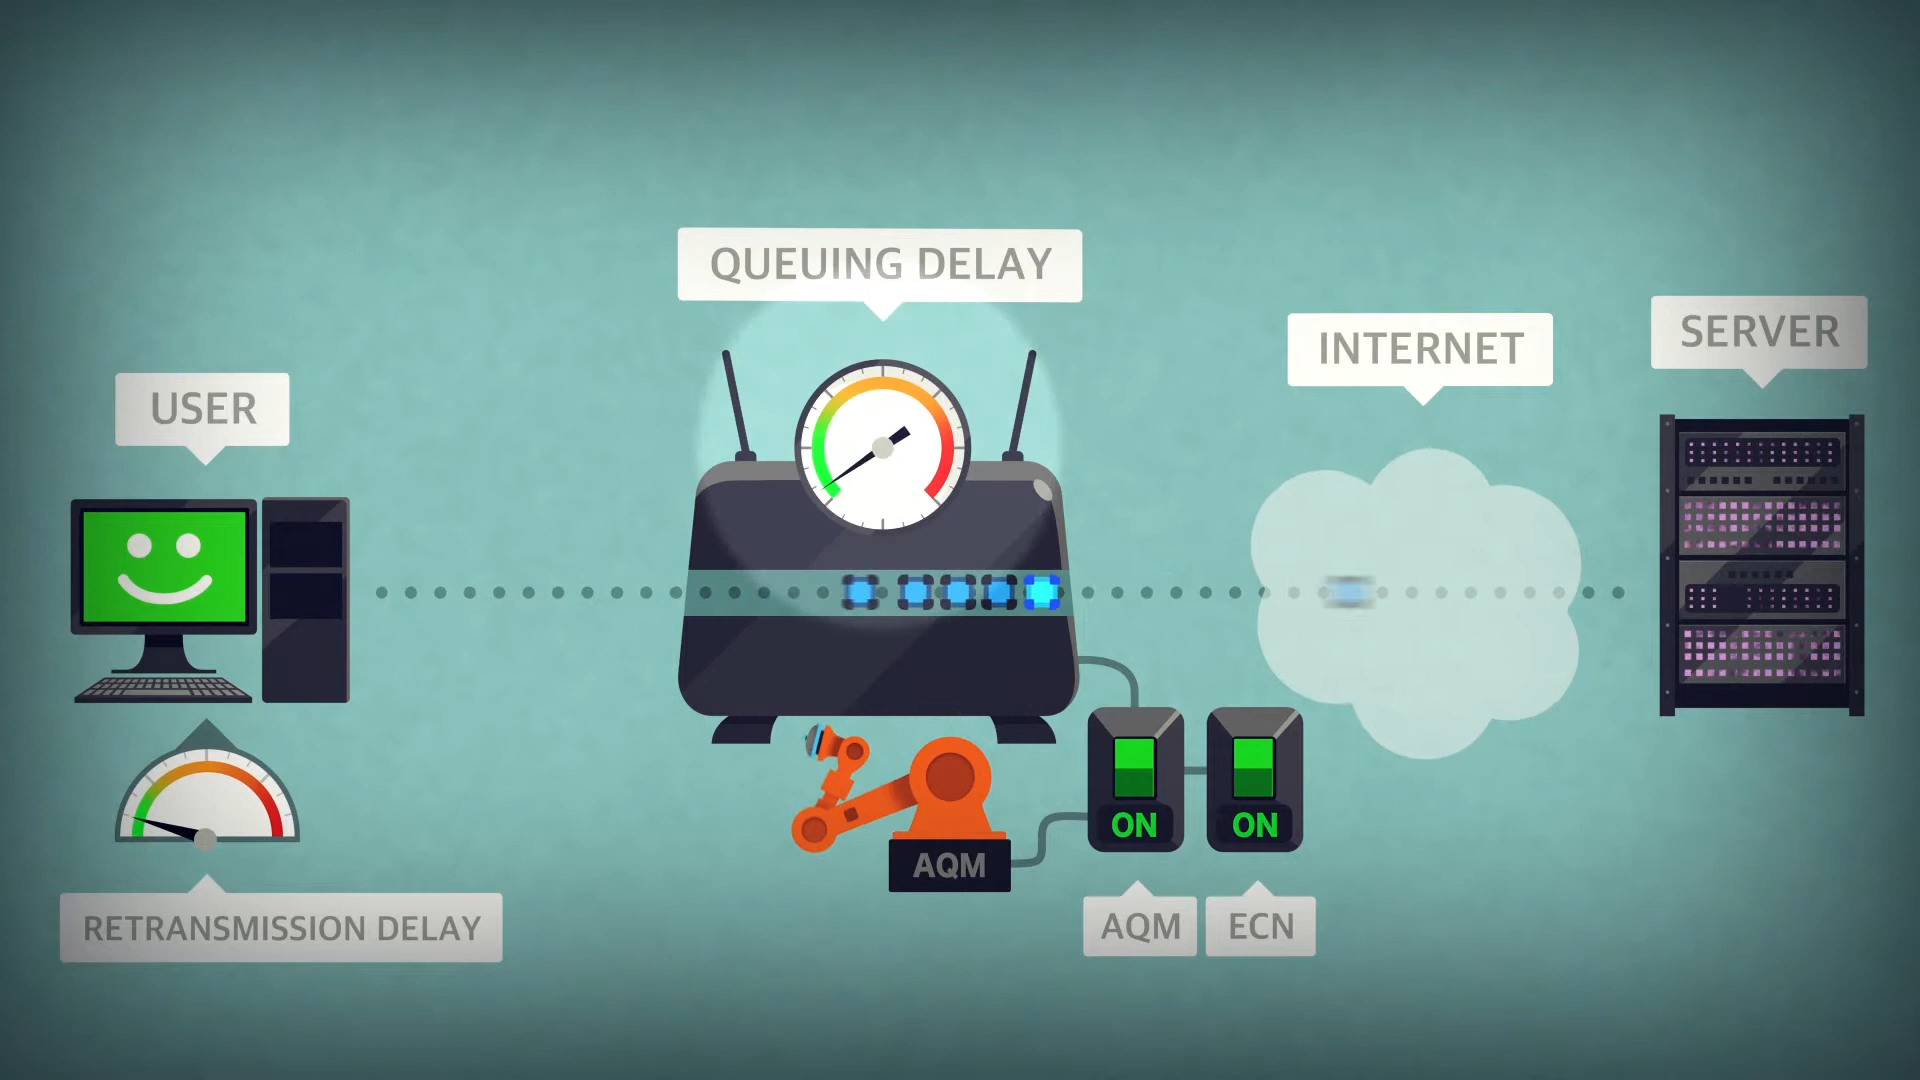 QUEUING DELAY
SERVER
INTERNET
USER
ON
ON
AQM
RETRANSMISSION DELAY
AQM
ECN